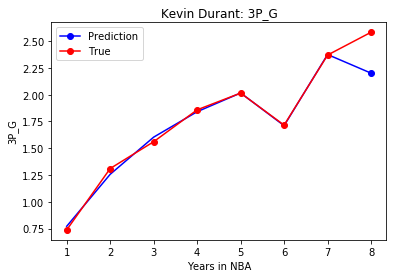 Kevin Durant: 3P_G
Prediction
True
3P_G
2.50
2.25
2.00
1.75
1.50
1.25
1.00
0.75
1 2 3 4 5 6 7 8
Years in NBA